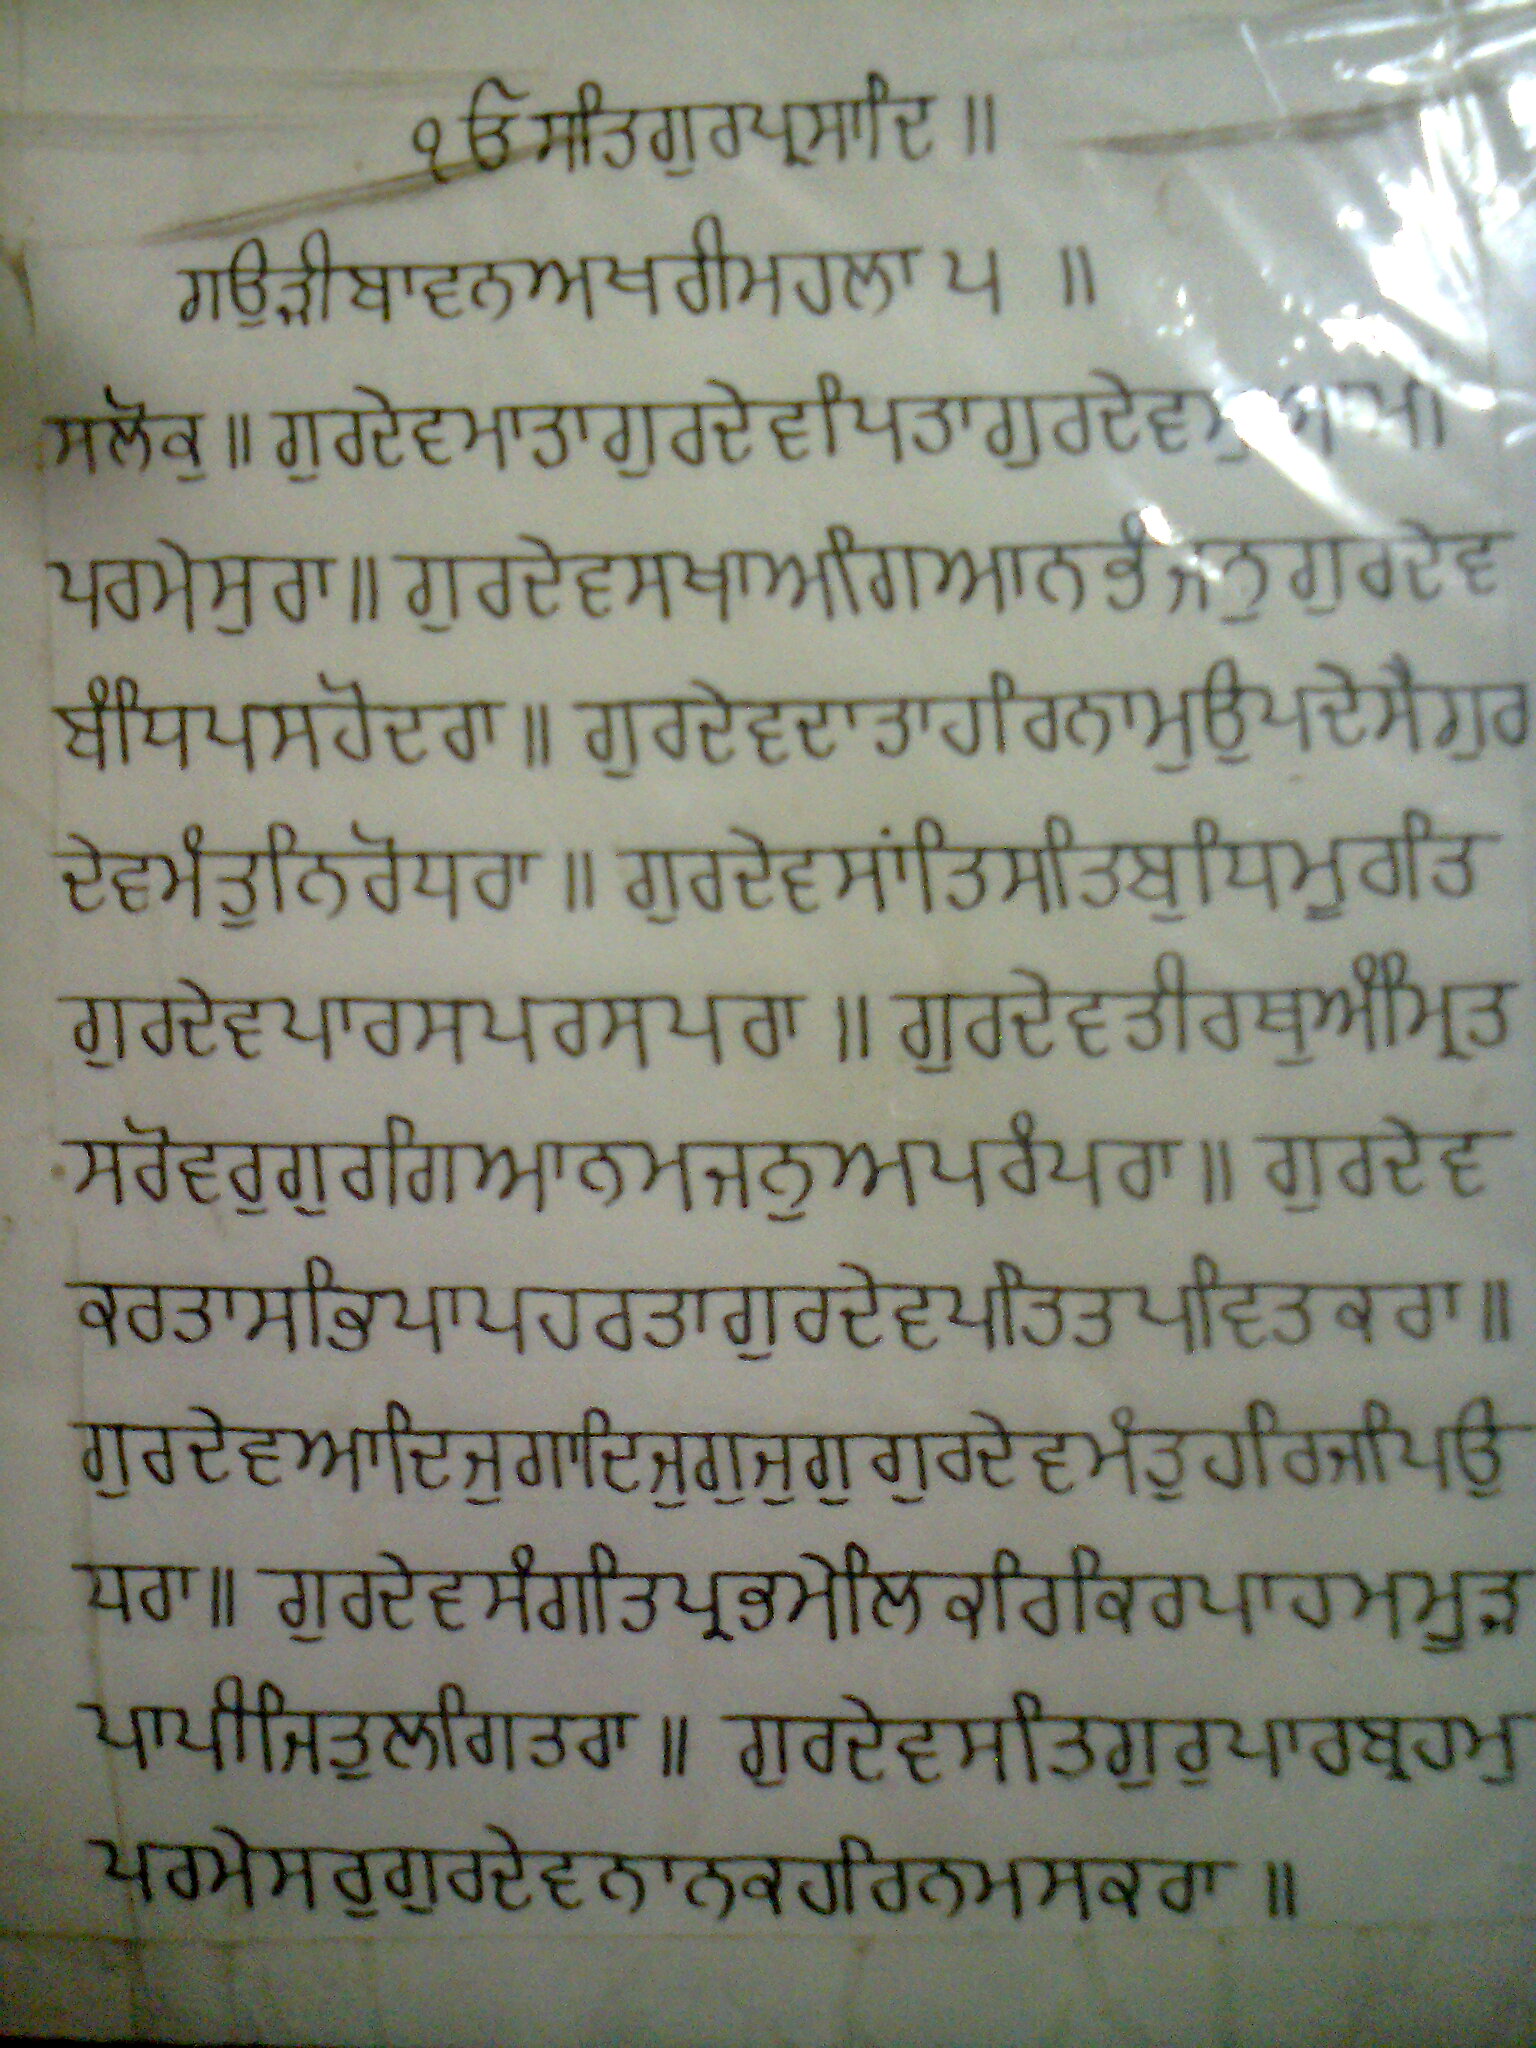 ੴ ਸਤਿਗੁਰਪ੍ਰਸਾਦਿ ॥
ਗਉੜੀਬਾਵਨਅਖਰੀਮਹਲਾ ੫ ॥
ਸਲੋਕੁ ॥ ਗੁਰਦੇਵਮਾਤਾਗੁਰਦੇਵਪਿਤਾਗੁਰਦੇਵ
ਪਰਮੇਸੁਰਾ ॥ ਗੁਰਦੇਵਸਖਾਅਗਿਆਨਭੰਜਨੁਗੁਰਦੇਵ
ਬੰਧਿਪਸਹੋਦਰਾ ॥ ਗੁਰਦੇਵਦਾਤਾਹਰਿਨਾਮੁਉਪਦੇਸੈਗੁਰ
ਦੇਵਮੰਤੁਨਿਰੋਧਰਾ ॥ ਗੁਰਦੇਵਸਾਂਤਿਸਤਿਬੁਧਿਮੂਰਤਿ
ਗੁਰਦੇਵਪਾਰਸਪਰਸਪਰਾ ॥ ਗੁਰਦੇਵਤੀਰਥੁਅੰਮ੍ਰਿਤ
ਸਰੋਵਰੁਗੁਰਗਿਆਨਮਜਨੁਅਪਰੰਪਰਾ ॥ ਗੁਰਦੇਵ
ਕਰਤਾਸਭਿਪਾਪਹਰਤਾਗੁਰਦੇਵਪਤਿਤਪਵਿਤਕਰਾ ॥
ਗੁਰਦੇਵਆਦਿਜੁਗਾਦਿਜੁਗੁਜੁਗੁਗੁਰਦੇਵਮੰਤੁਹਰਿਜਪਿਉ
ਧਰਾ ॥ ਗੁਰਦੇਵਸੰਗਤਿਪ੍ਰਭਮੇਲਿਕਰਿਕਿਰਪਾਹਮਮੂੜ
ਪਾਪੀਜਿਤੁਲਗਿਤਰਾ ॥ ਗੁਰਦੇਵਸਤਿਗੁਰੁਪਾਰਬ੍ਰਹਮੁ
ਪਰਮੇਸਰੁਗੁਰਦੇਵਨਾਨਕਹਰਿਨਮਸਕਰਾ ॥